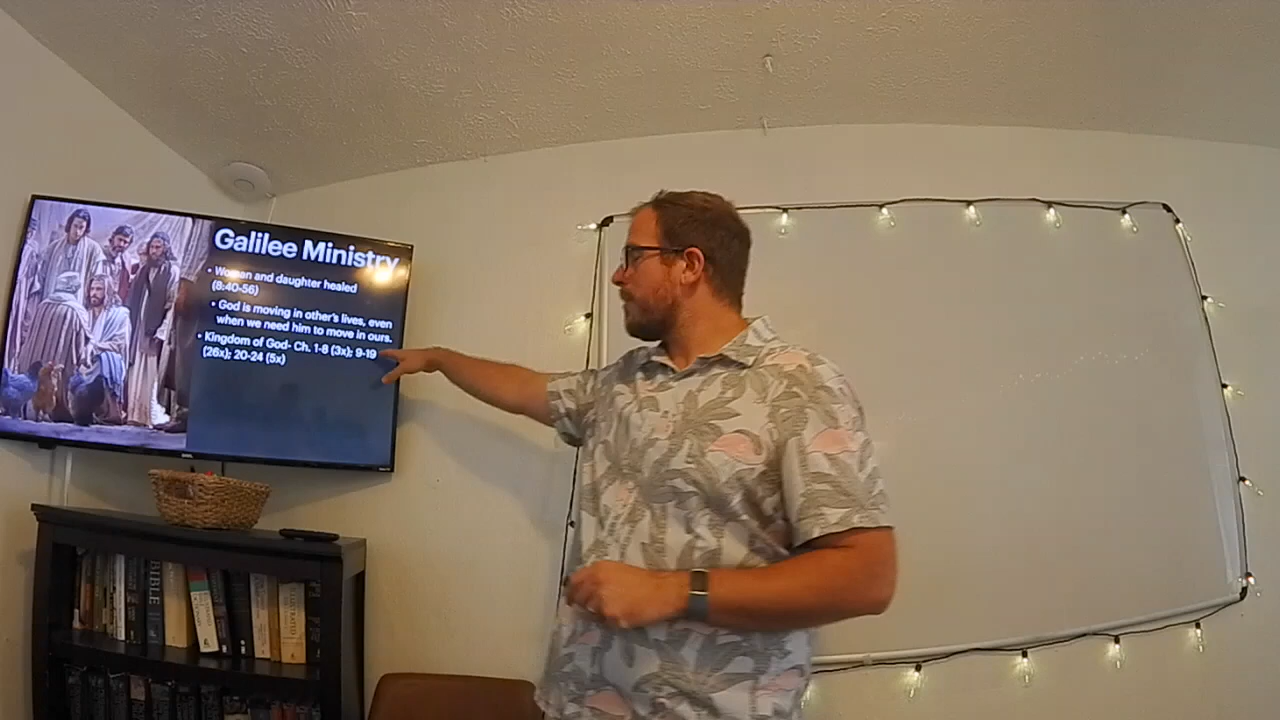 Galilee Ministry
• Woman and daughter healed
(8:40-56)
• God is moving in other's lives, even
when we need him to move in ours.
• Kingdom of God- Ch. 1-8 (3x); 9-19
(26x); 20-24 (5x)
BIBLE